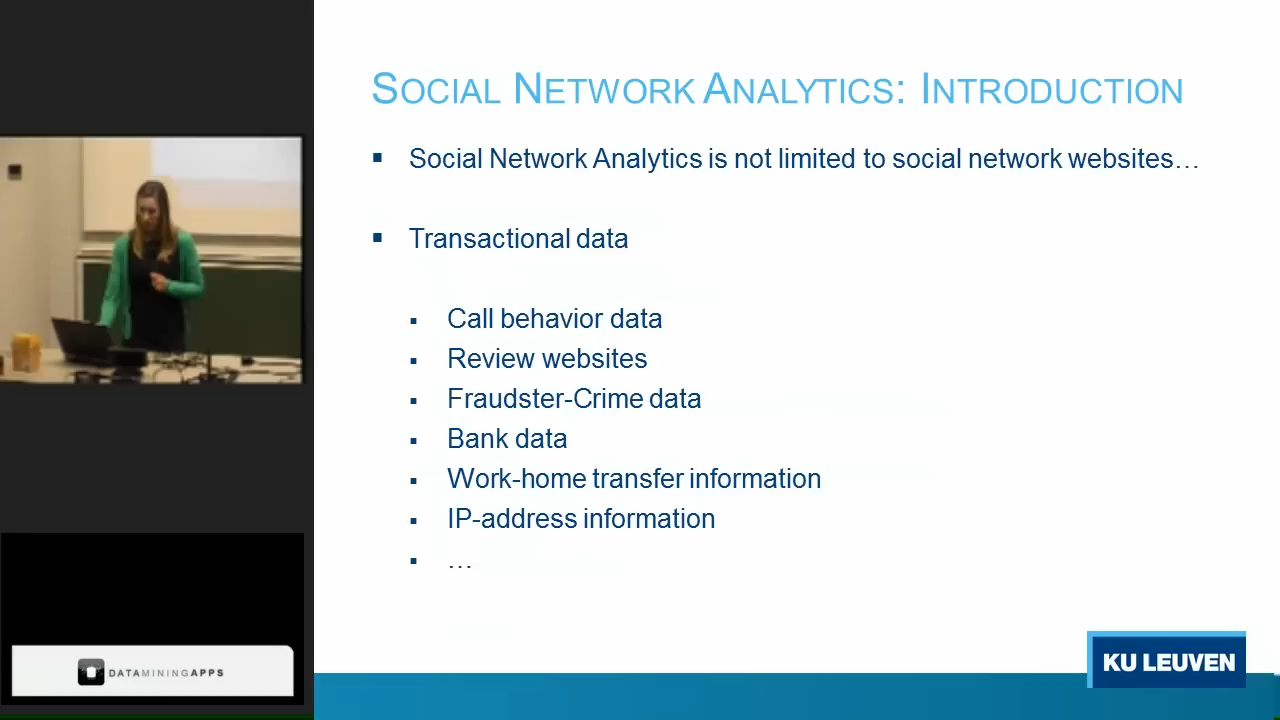 SOCIAL NETWORK ANALYTICS: INTRODUCTION
Social Network Analytics is not limited to social network websites…
Transactional data
Call behavior data
Review websites
Fraudster-Crime data
Bank data
Work-home transfer information
IP-address information
…
KU LEUVEN
DATAMININGAPPS